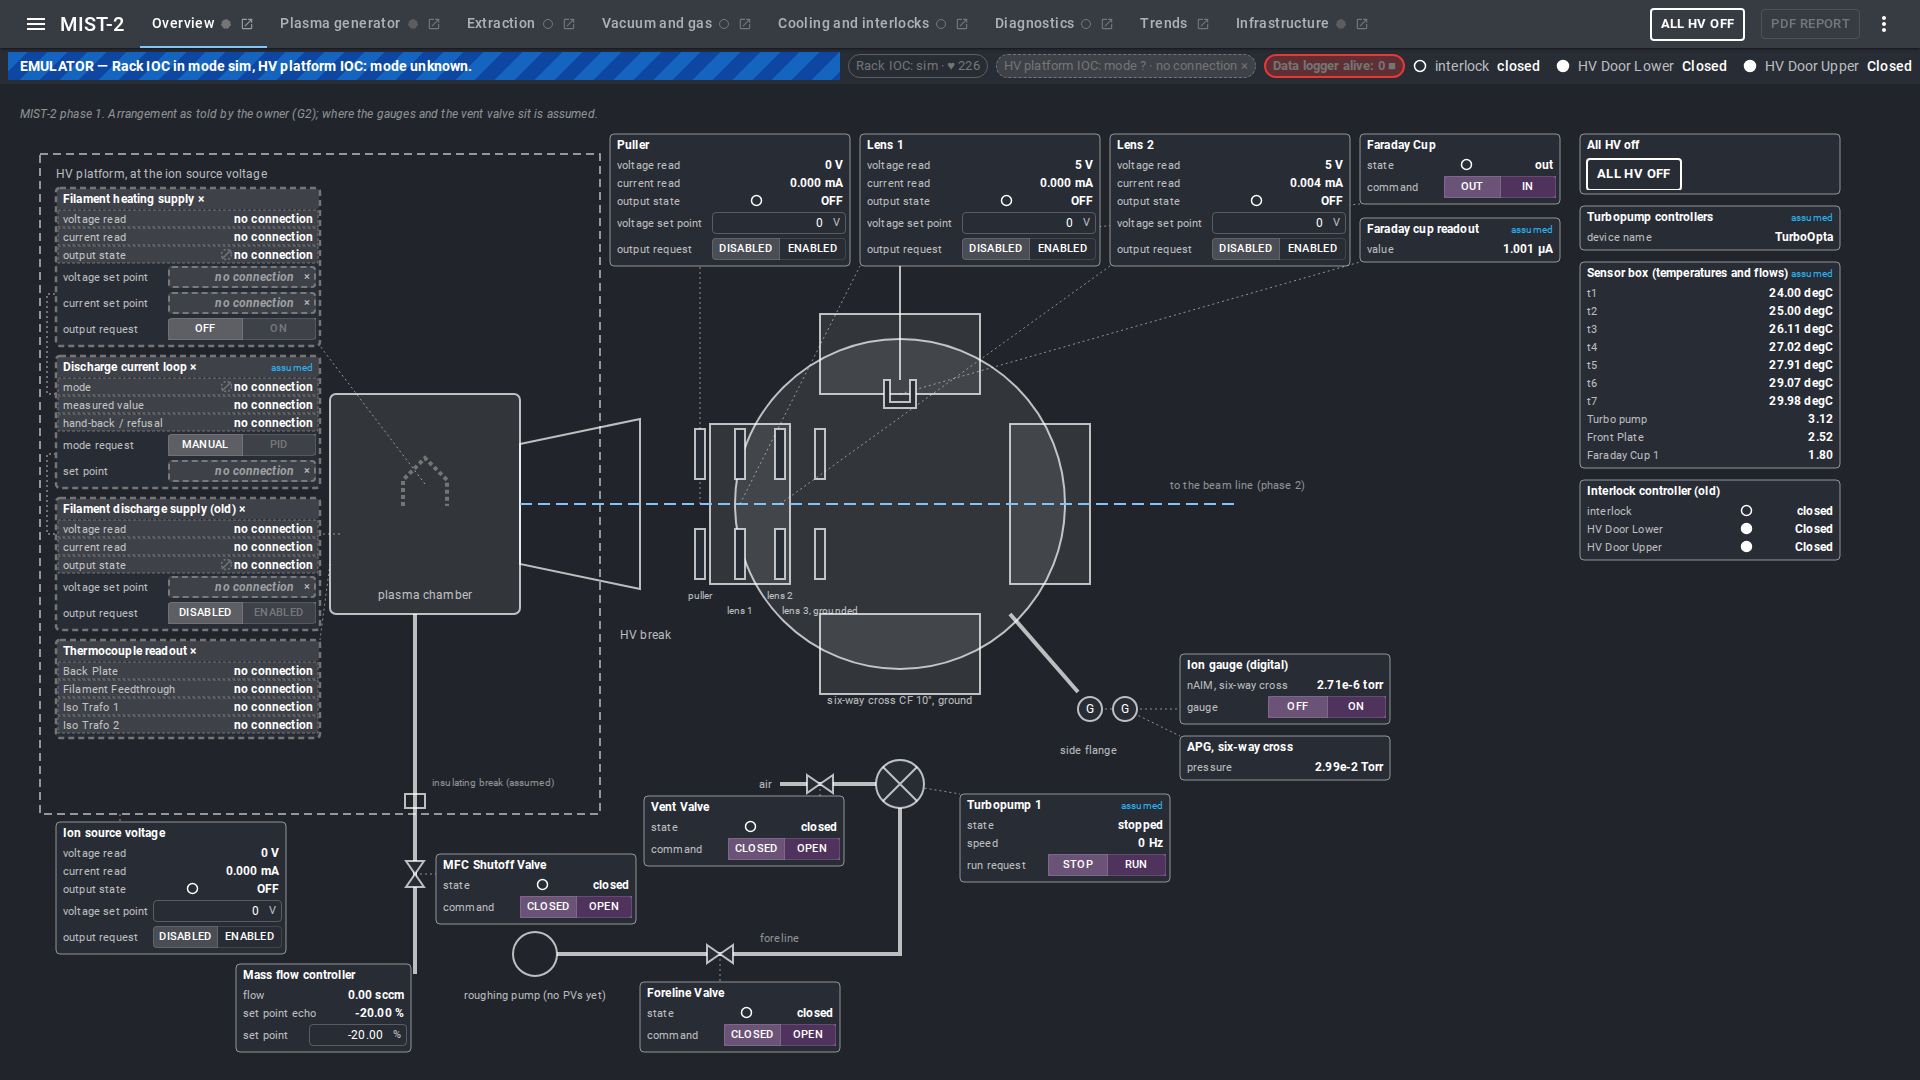 MIST-2
Overview
Plasma generator
Extraction
Vacuum and gas
Cooling and interlocks
Diagnostics
Trends
Infrastructure
ALL HV OFF
PDF REPORT
EMULATOR — Rack IOC in mode sim, HV platform IOC: mode unknown.
Rack IOC: sim · ♥ 226
HV platform IOC: mode ? · no connection ×
Data logger alive: 0 ■
interlock closed
HV Door Lower Closed
HV Door Upper Closed
MIST-2 phase 1. Arrangement as told by the owner (G2); where the gauges and the vent valve sit is assumed.
HV platform, at the ion source voltage
Filament heating supply ×
voltage read no connection
current read no connection
output state no connection
voltage set point no connection ×
current set point no connection ×
output request OFF ON
Discharge current loop × assumed
mode no connection
measured value no connection
hand-back / refusal no connection
mode request MANUAL PID
set point no connection ×
Filament discharge supply (old) ×
voltage read no connection
current read no connection
output state no connection
voltage set point no connection ×
output request DISABLED ENABLED
Thermocouple readout ×
Back Plate no connection
Filament Feedthrough no connection
Iso Trafo 1 no connection
Iso Trafo 2 no connection
plasma chamber
insulating break (assumed)
HV break
Puller
voltage read 0 V
current read 0.000 mA
output state OFF
voltage set point 0 V
output request DISABLED ENABLED
Lens 1
voltage read 5 V
current read 0.000 mA
output state OFF
voltage set point 0 V
output request DISABLED ENABLED
Lens 2
voltage read 5 V
current read 0.004 mA
output state OFF
voltage set point 0 V
output request DISABLED ENABLED
Faraday Cup
state out
command OUT IN
Faraday cup readout assumed
value 1.001 µA
All HV off
ALL HV OFF
Turbopump controllers assumed
device name TurboOpta
Sensor box (temperatures and flows) assumed
t1 24.00 degC
t2 25.00 degC
t3 26.11 degC
t4 27.02 degC
t5 27.91 degC
t6 29.07 degC
t7 29.98 degC
Turbo pump 3.12
Front Plate 2.52
Faraday Cup 1 1.80
Interlock controller (old)
interlock closed
HV Door Lower Closed
HV Door Upper Closed
to the beam line (phase 2)
puller
lens 1
lens 2
lens 3, grounded
six-way cross CF 10", ground
G G
side flange
Ion gauge (digital)
nAIM, six-way cross 2.71e-6 torr
gauge OFF ON
APG, six-way cross
pressure 2.99e-2 Torr
air
Vent Valve
state closed
command CLOSED OPEN
Turbopump 1 assumed
state stopped
speed 0 Hz
run request STOP RUN
Ion source voltage
voltage read 0 V
current read 0.000 mA
output state OFF
voltage set point 0 V
output request DISABLED ENABLED
MFC Shutoff Valve
state closed
command CLOSED OPEN
foreline
roughing pump (no PVs yet)
Mass flow controller
flow 0.00 sccm
set point echo -20.00 %
set point -20.00 %
Foreline Valve
state closed
command CLOSED OPEN